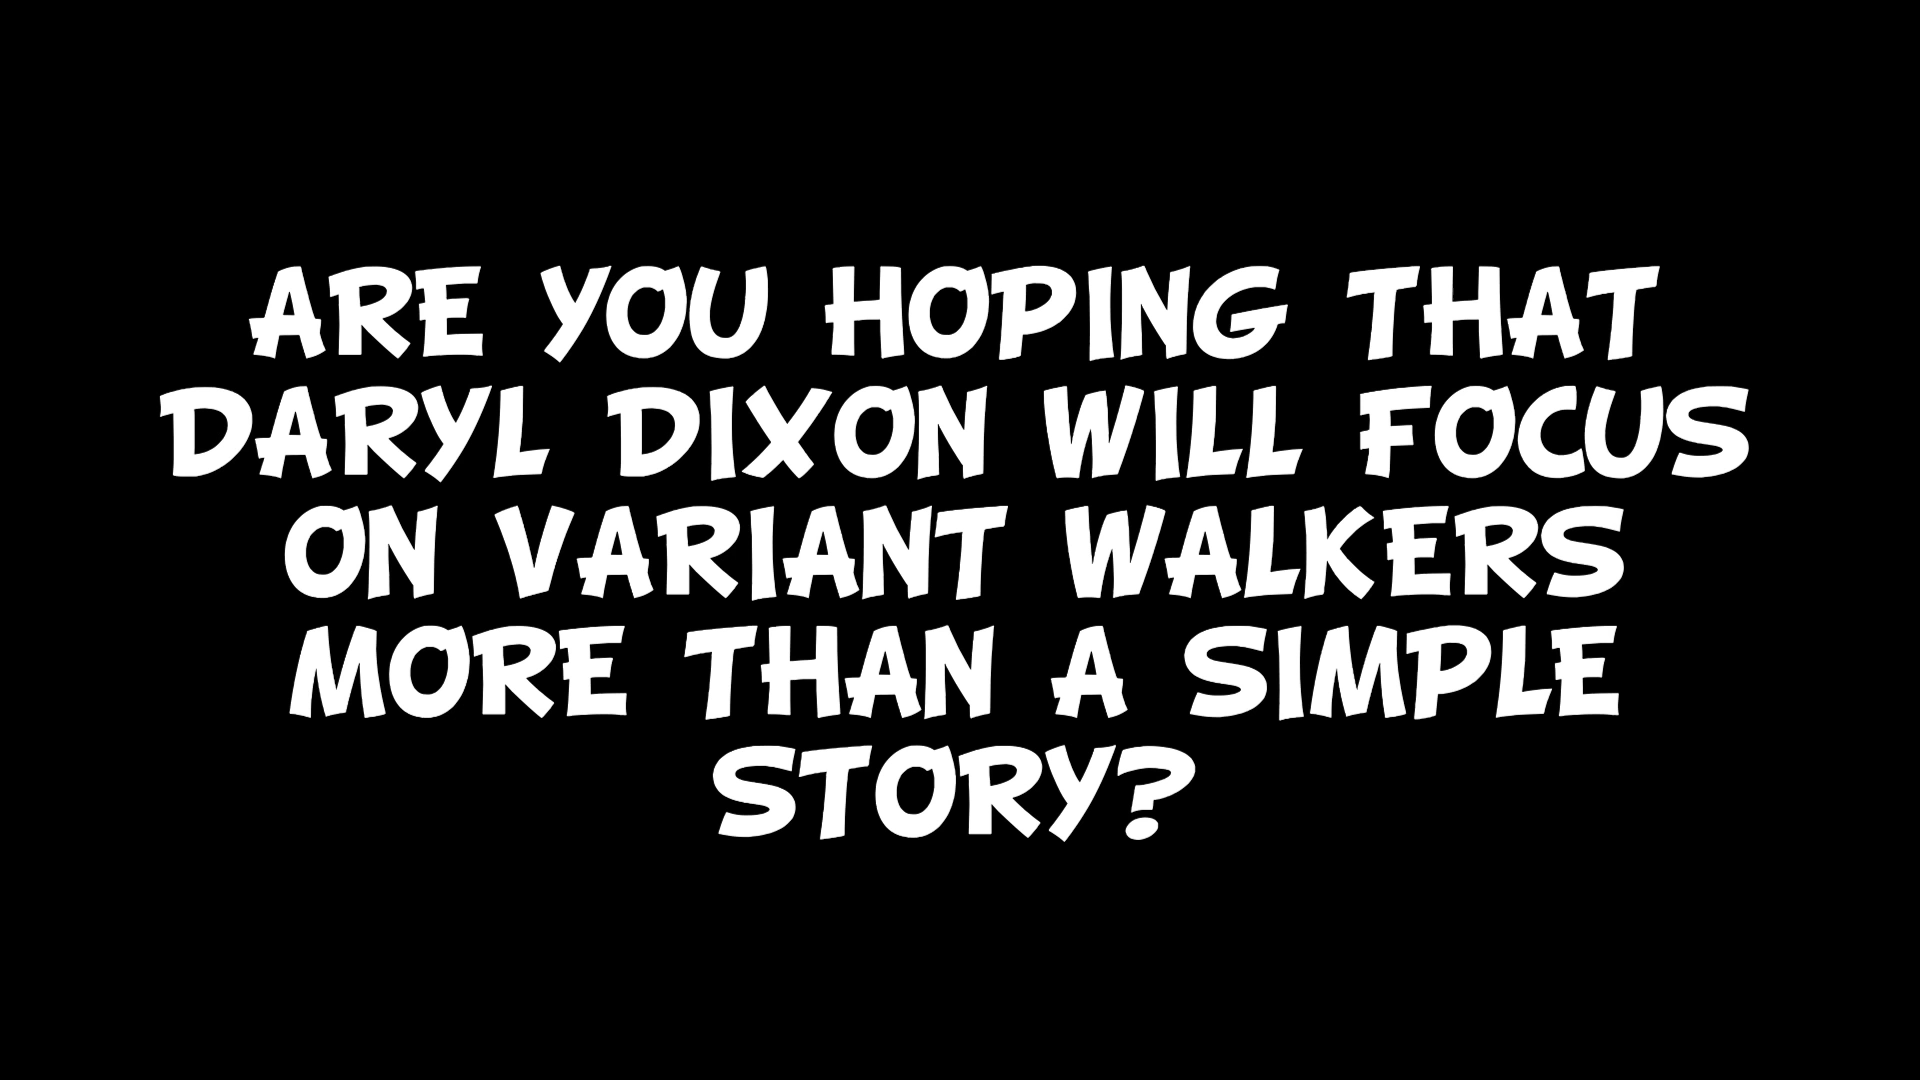 ARE YOU HOPING THAT
DARYL DIXON WILL FOCUS
ON VARIANT WALKERS
MORE THAN A SIMPLE
STORY?